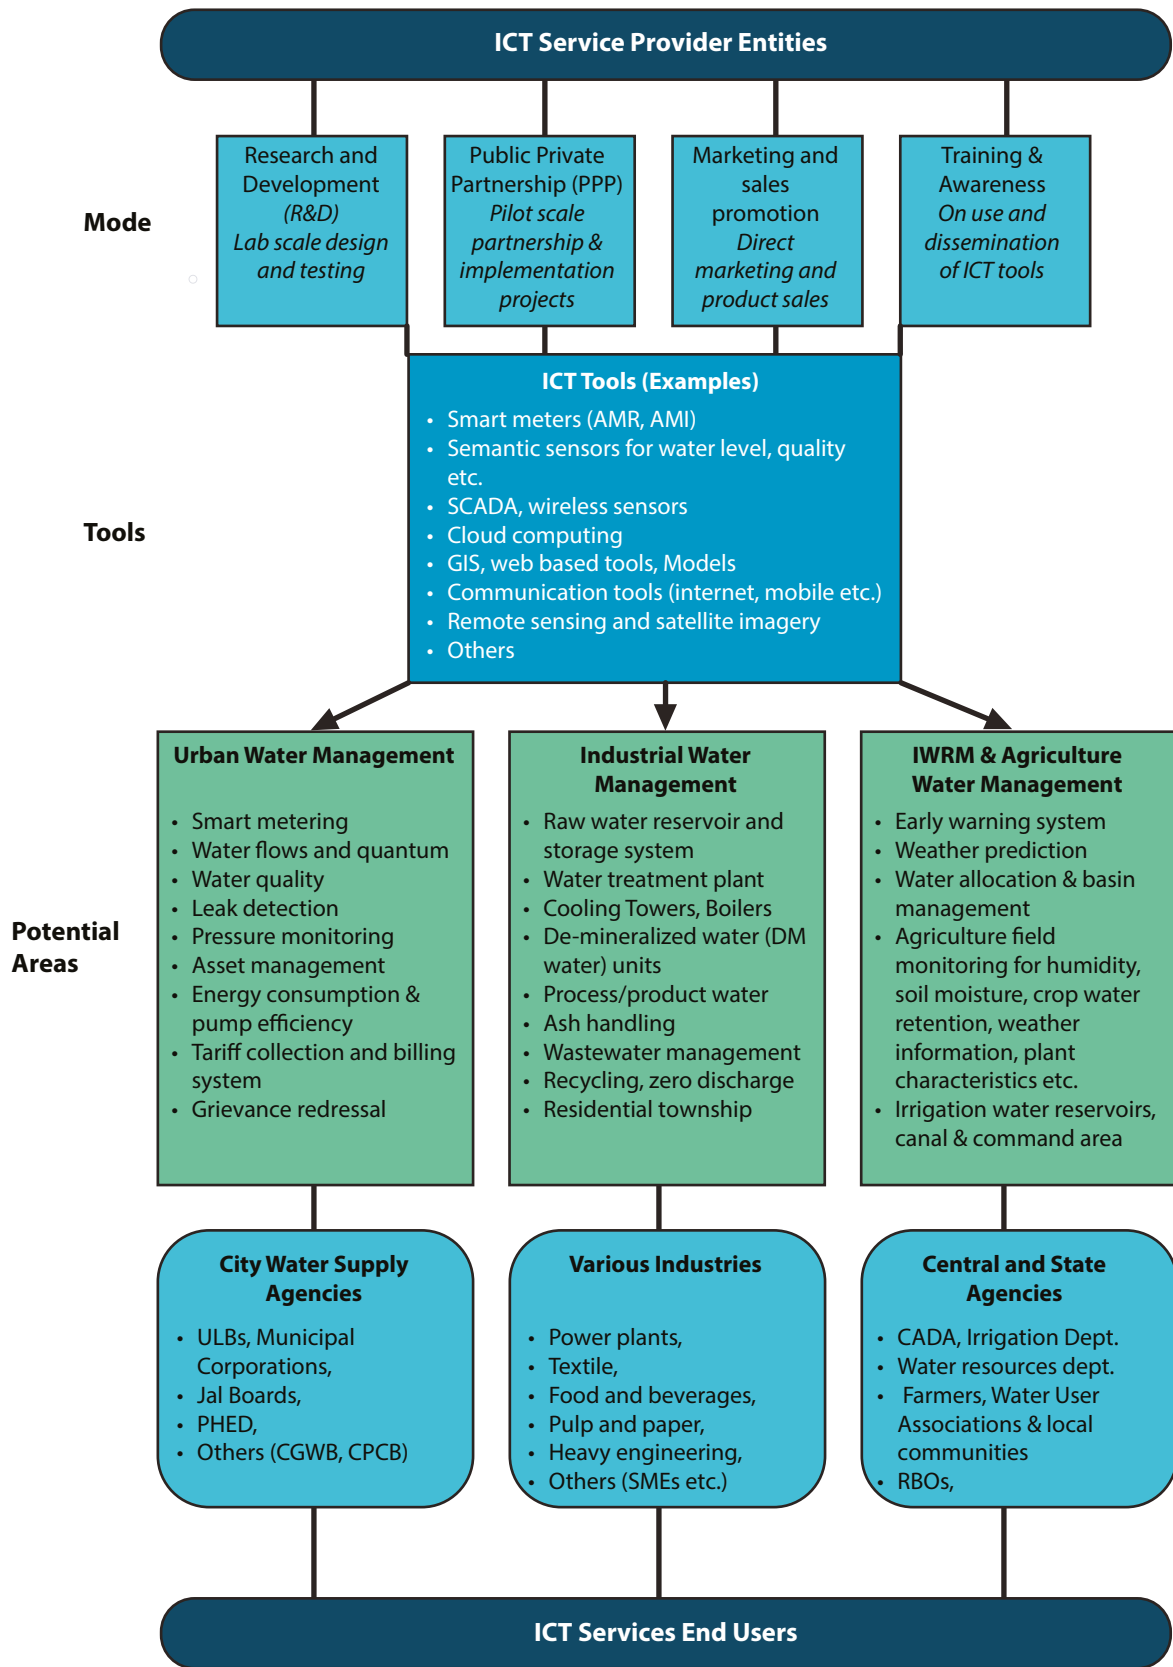 ICT Service Provider Entities
Mode
Research and
Development
(R&D)
Lab scale design
and testing
Public Private
Partnership (PPP)
Pilot scale
partnership &
implementation
projects
Marketing and
sales
promotion
Direct
marketing and
product sales
Training &
Awareness
On use and
dissemination
of ICT tools
Tools
ICT Tools (Examples)
• Smart meters (AMR, AMI)
• Semantic sensors for water level, quality
etc.
• SCADA, wireless sensors
• Cloud computing
• GIS, web based tools, Models
• Communication tools (internet, mobile etc.)
• Remote sensing and satellite imagery
• Others
Potential
Areas
Urban Water Management
• Smart metering
• Water flows and quantum
• Water quality
• Leak detection
• Pressure monitoring
• Asset management
• Energy consumption &
pump efficiency
• Tariff collection and billing
system
• Grievance redressal
Industrial Water
Management
• Raw water reservoir and
storage system
• Water treatment plant
• Cooling Towers, Boilers
• De-mineralized water (DM
water) units
• Process/product water
• Ash handling
• Wastewater management
• Recycling, zero discharge
• Residential township
IWRM & Agriculture
Water Management
• Early warning system
• Weather prediction
• Water allocation & basin
management
• Agriculture field
monitoring for humidity,
soil moisture, crop water
retention, weather
information, plant
characteristics etc.
• Irrigation water reservoirs,
canal & command area
City Water Supply
Agencies
• ULBs, Municipal
Corporations,
• Jal Boards,
• PHED,
• Others (CGWB, CPCB)
Various Industries
• Power plants,
• Textile,
• Food and beverages,
• Pulp and paper,
• Heavy engineering,
• Others (SMEs etc.)
Central and State
Agencies
• CADA, Irrigation Dept.
• Water resources dept.
• Farmers, Water User
Associations & local
communities
• RBOs,
ICT Services End Users